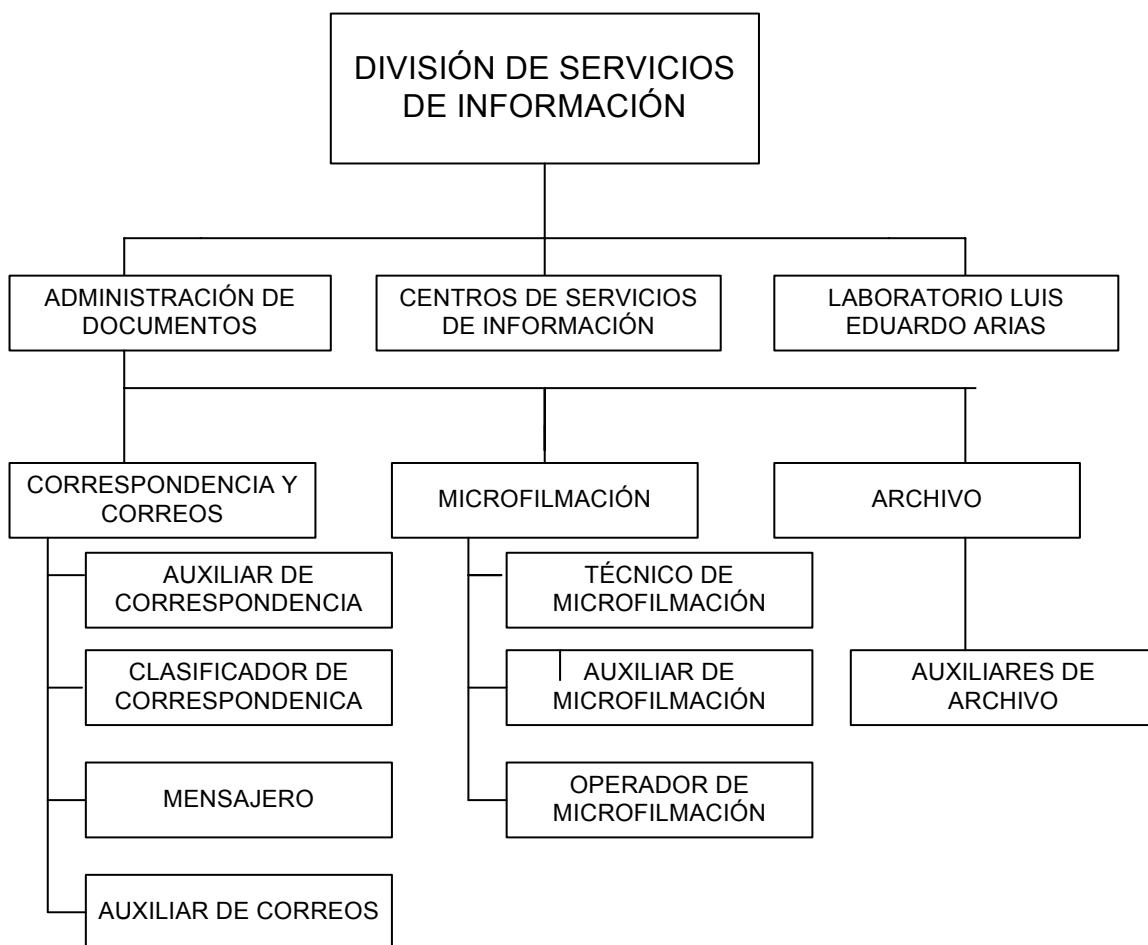 DIVISIÓN DE SERVICIOS
DE INFORMACIÓN
ADMINISTRACIÓN DE
DOCUMENTOS
CENTROS DE SERVICIOS
DE INFORMACIÓN
LABORATORIO LUIS
EDUARDO ARIAS
CORRESPONDENCIA Y
CORREOS
MICROFILMACIÓN
ARCHIVO
AUXILIAR DE
CORRESPONDENCIA
TÉCNICO DE
MICROFILMACIÓN
CLASIFICADOR DE
CORRESPONDENICA
AUXILIAR DE
MICROFILMACIÓN
AUXILIARES DE
ARCHIVO
MENSAJERO
OPERADOR DE
MICROFILMACIÓN
AUXILIAR DE CORREOS